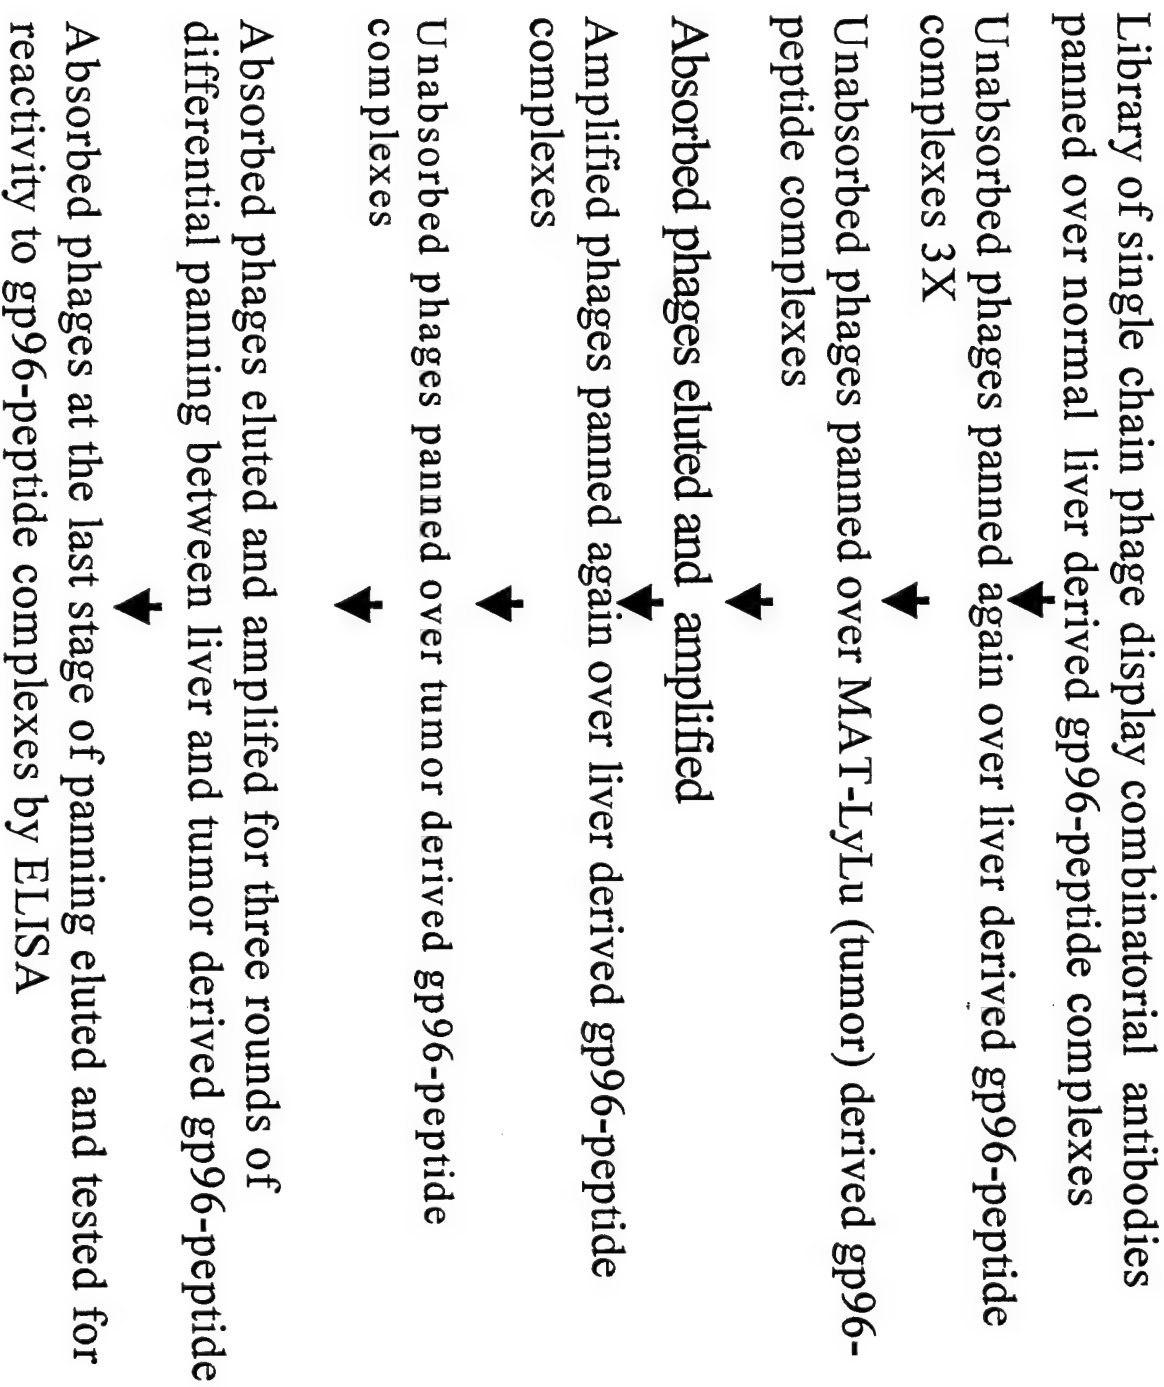 Library of single chain phage display combinatorial antibodies
panned over normal liver derived gp96-peptide complexes
Unabsorbed phages panned again over liver derived gp96-peptide
complexes 3X
Unabsorbed phages panned over MAT-LyLu (tumor) derived gp96-
peptide complexes
Absorbed phages eluted and amplified
Amplified phages panned again over liver derived gp96-peptide
complexes
Unabsorbed phages panned over tumor derived gp96-peptide
complexes
Absorbed phages eluted and amplifed for three rounds of
differential panning between liver and tumor derived gp96-peptide
Absorbed phages at the last stage of panning eluted and tested for
reactivity to gp96-peptide complexes by ELISA